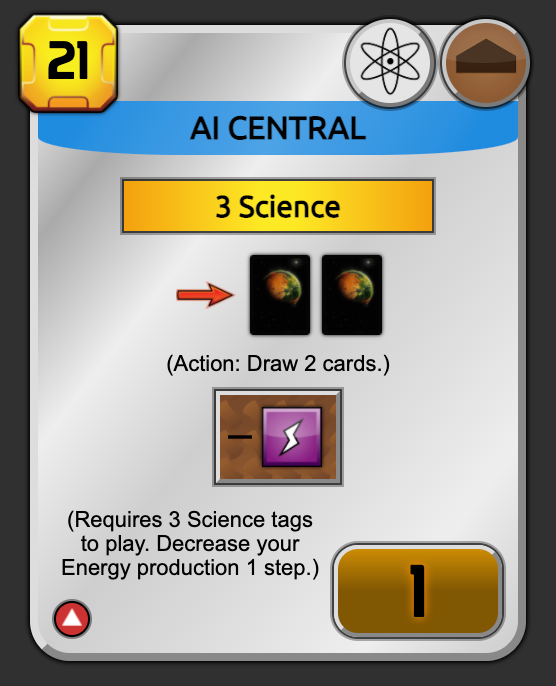 21
AI CENTRAL
3 Science
(Action: Draw 2 cards.)
(Requires 3 Science tags
to play. Decrease your
Energy production 1 step.)
1